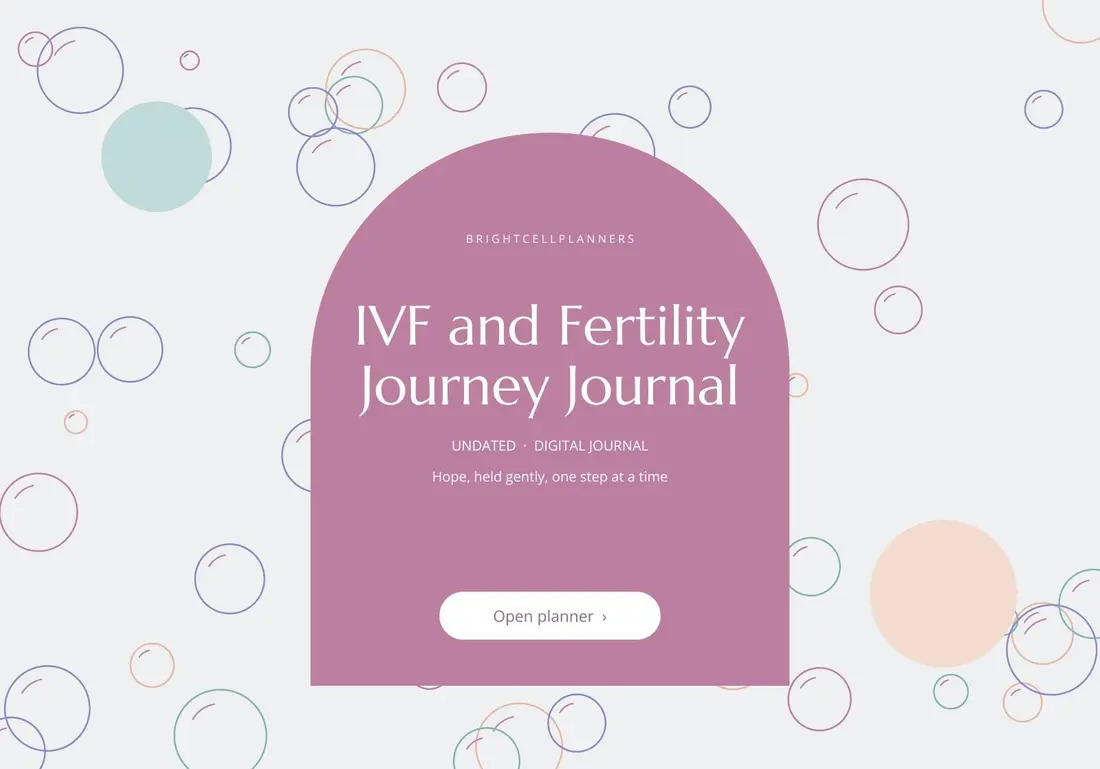 BRIGHTCELLPLANNERS
IVF and Fertility
Journey Journal
UNDATED · DIGITAL JOURNAL
Hope, held gently, one step at a time
Open planner ›